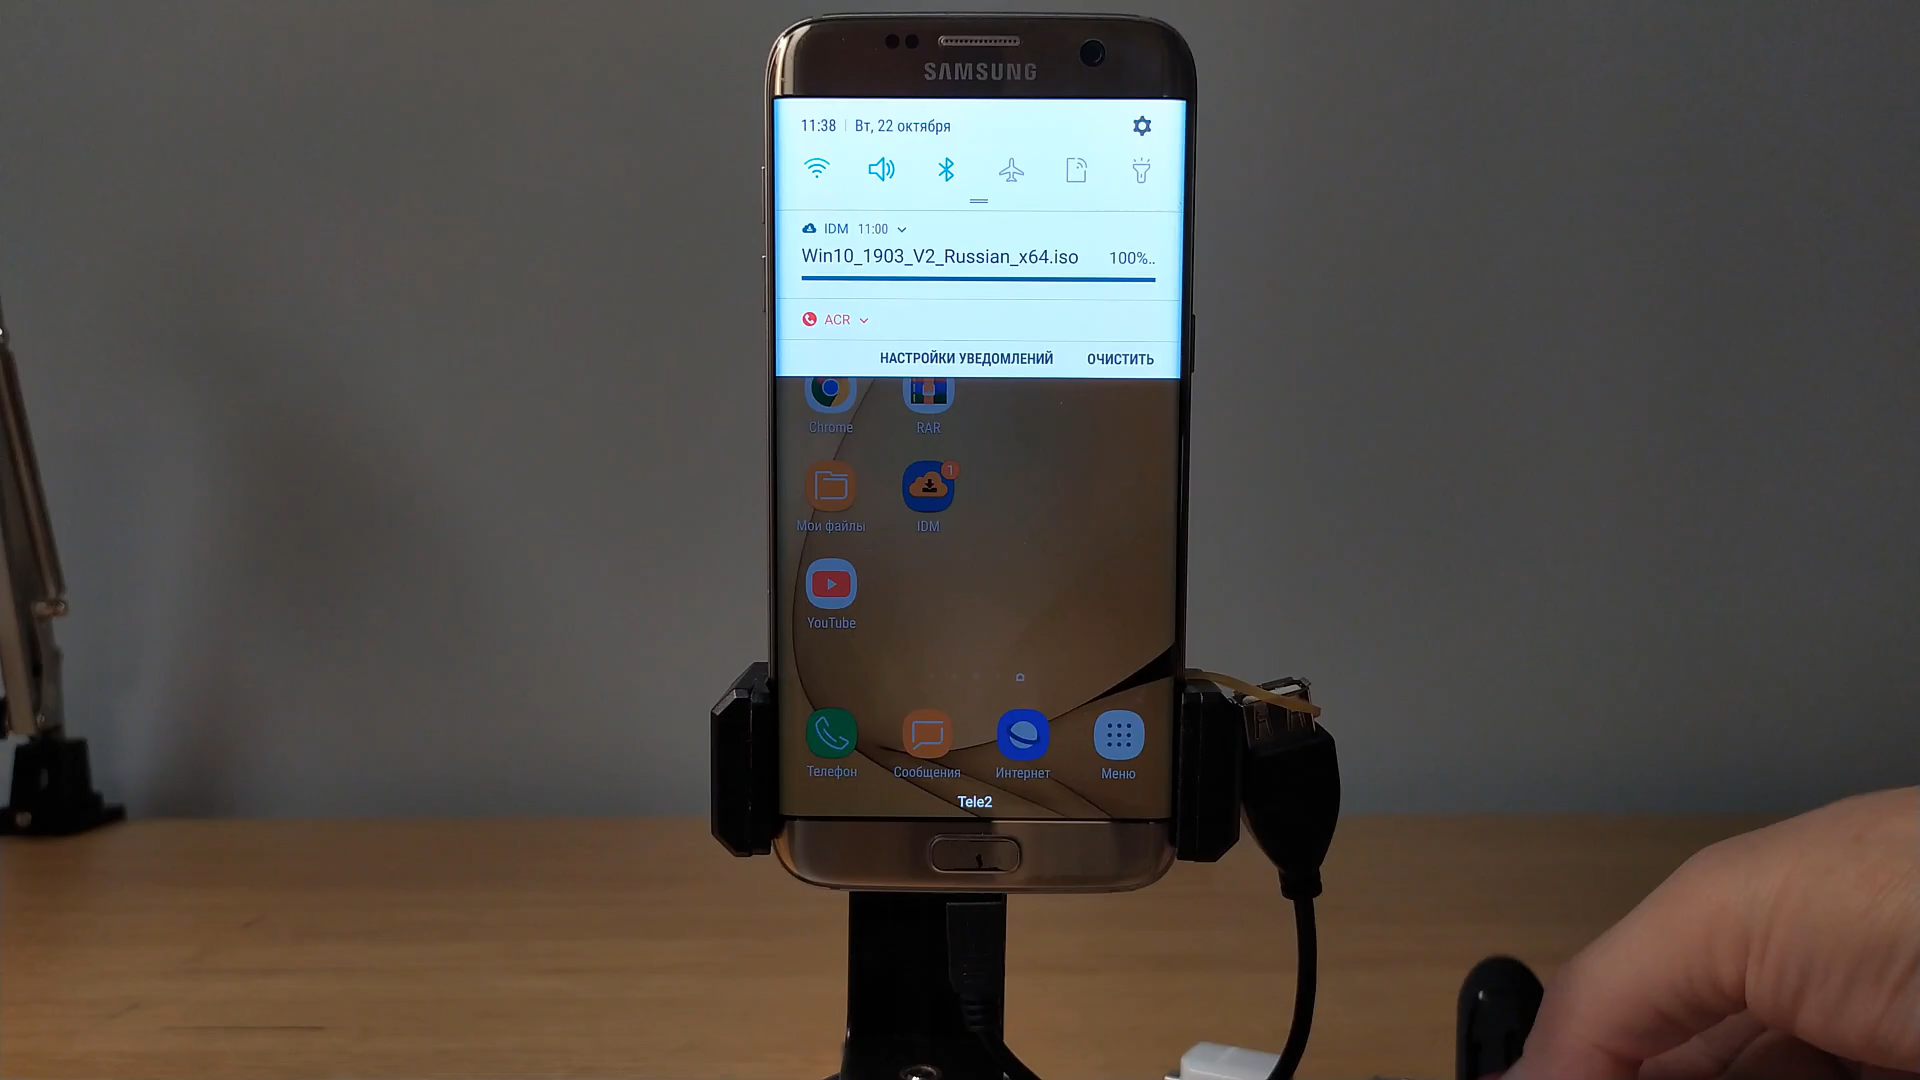 SAMSUNG
11:38 | Вт, 22 октября
IDM 11:00
Win10_1903_V2_Russian_x64.iso 100%..
ACR
НАСТРОЙКИ УВЕДОМЛЕНИЙ ОЧИСТИТЬ
Chrome RAR
1
Мои файлы IDM
YouTube
Телефон Сообщения Интернет Меню
Tele2